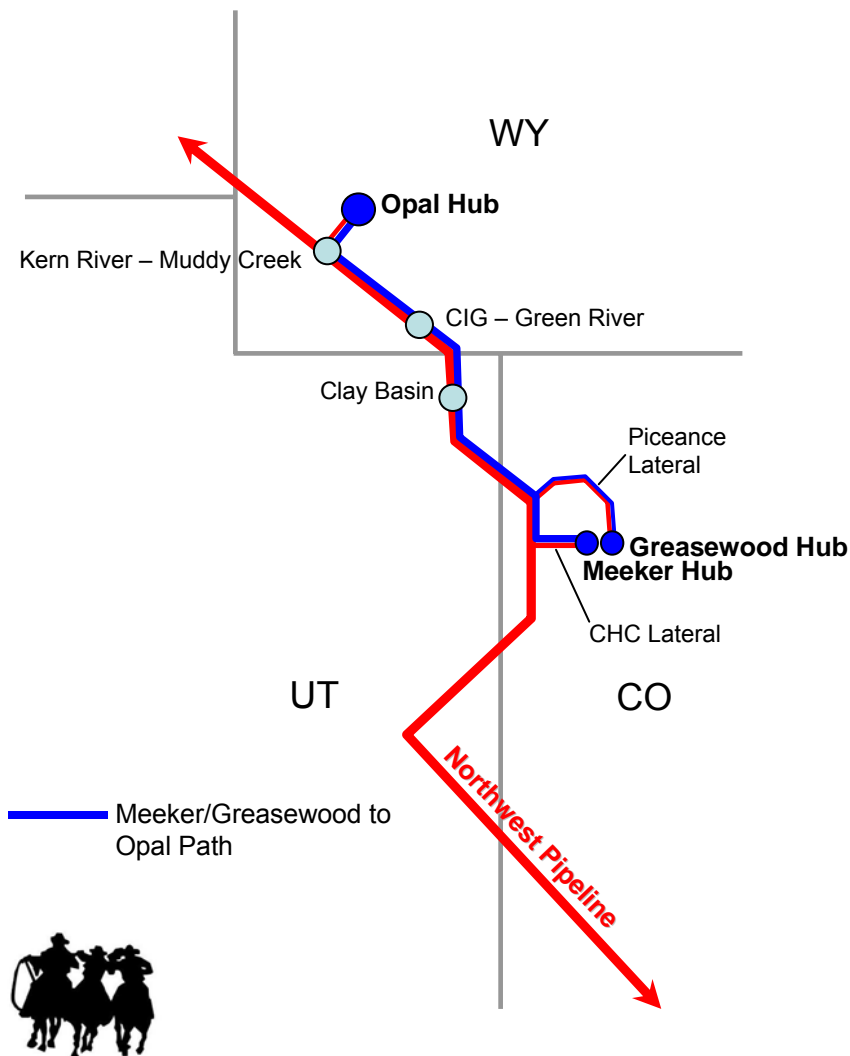 WY
Opal Hub
Kern River – Muddy Creek
CIG – Green River
Clay Basin
Piceance
Lateral
Greasewood Hub
Meeker Hub
CHC Lateral
UT
CO
Northwest Pipeline
Meeker/Greasewood to
Opal Path